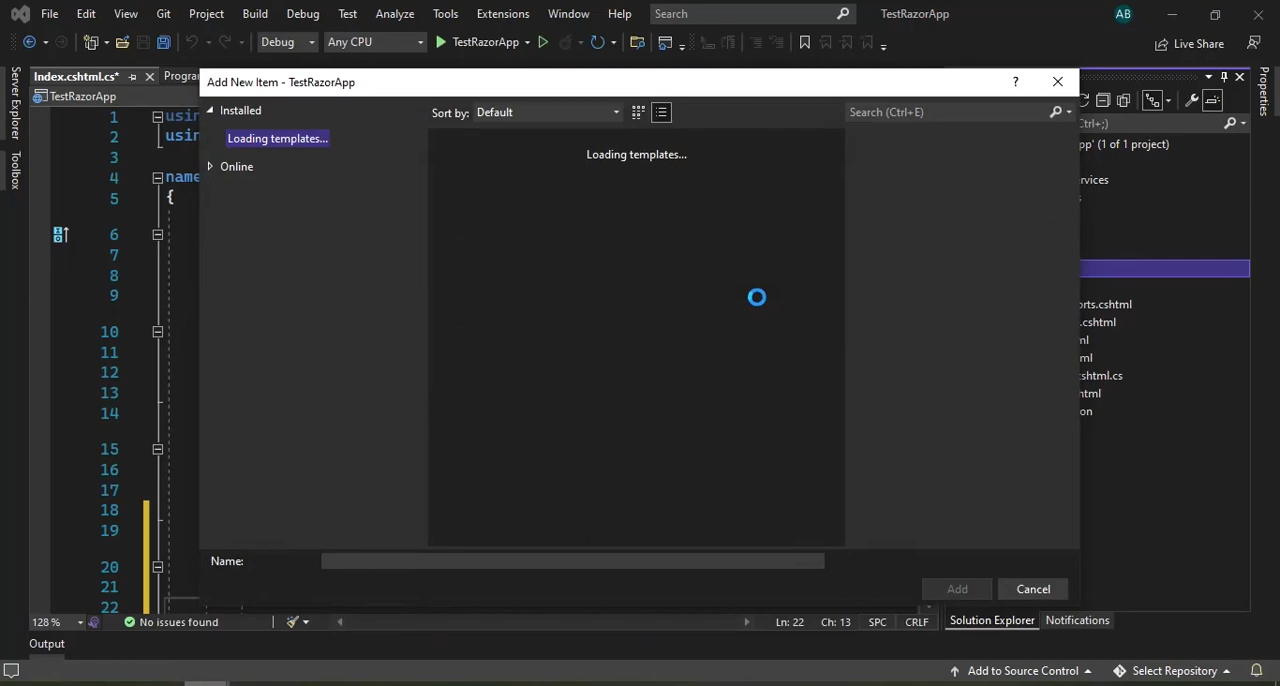 File Edit View Git Project Build Debug Test Analyze Tools Extensions Window Help Search TestRazorApp AB
Debug Any CPU TestRazorApp Live Share
Index.cshtml.cs* Progra
TestRazorApp
Server Explorer
Toolbox
Properties
Add New Item - TestRazorApp ?
Installed
Loading templates...
Online
Sort by: Default
Search (Ctrl+E)
Loading templates...
Name:
Add Cancel
1 usin
2 usin
3
4 name
5 {
6
7
8
9
10
11
12
13
14
15
16
17
18
19
20
21
22
Ctrl+;)
pp' (1 of 1 project)
rvices
s
orts.cshtml
.cshtml
ml
ml
cshtml.cs
html
on
128 % No issues found Ln: 22 Ch: 13 SPC CRLF
Solution Explorer Notifications
Output
Add to Source Control Select Repository